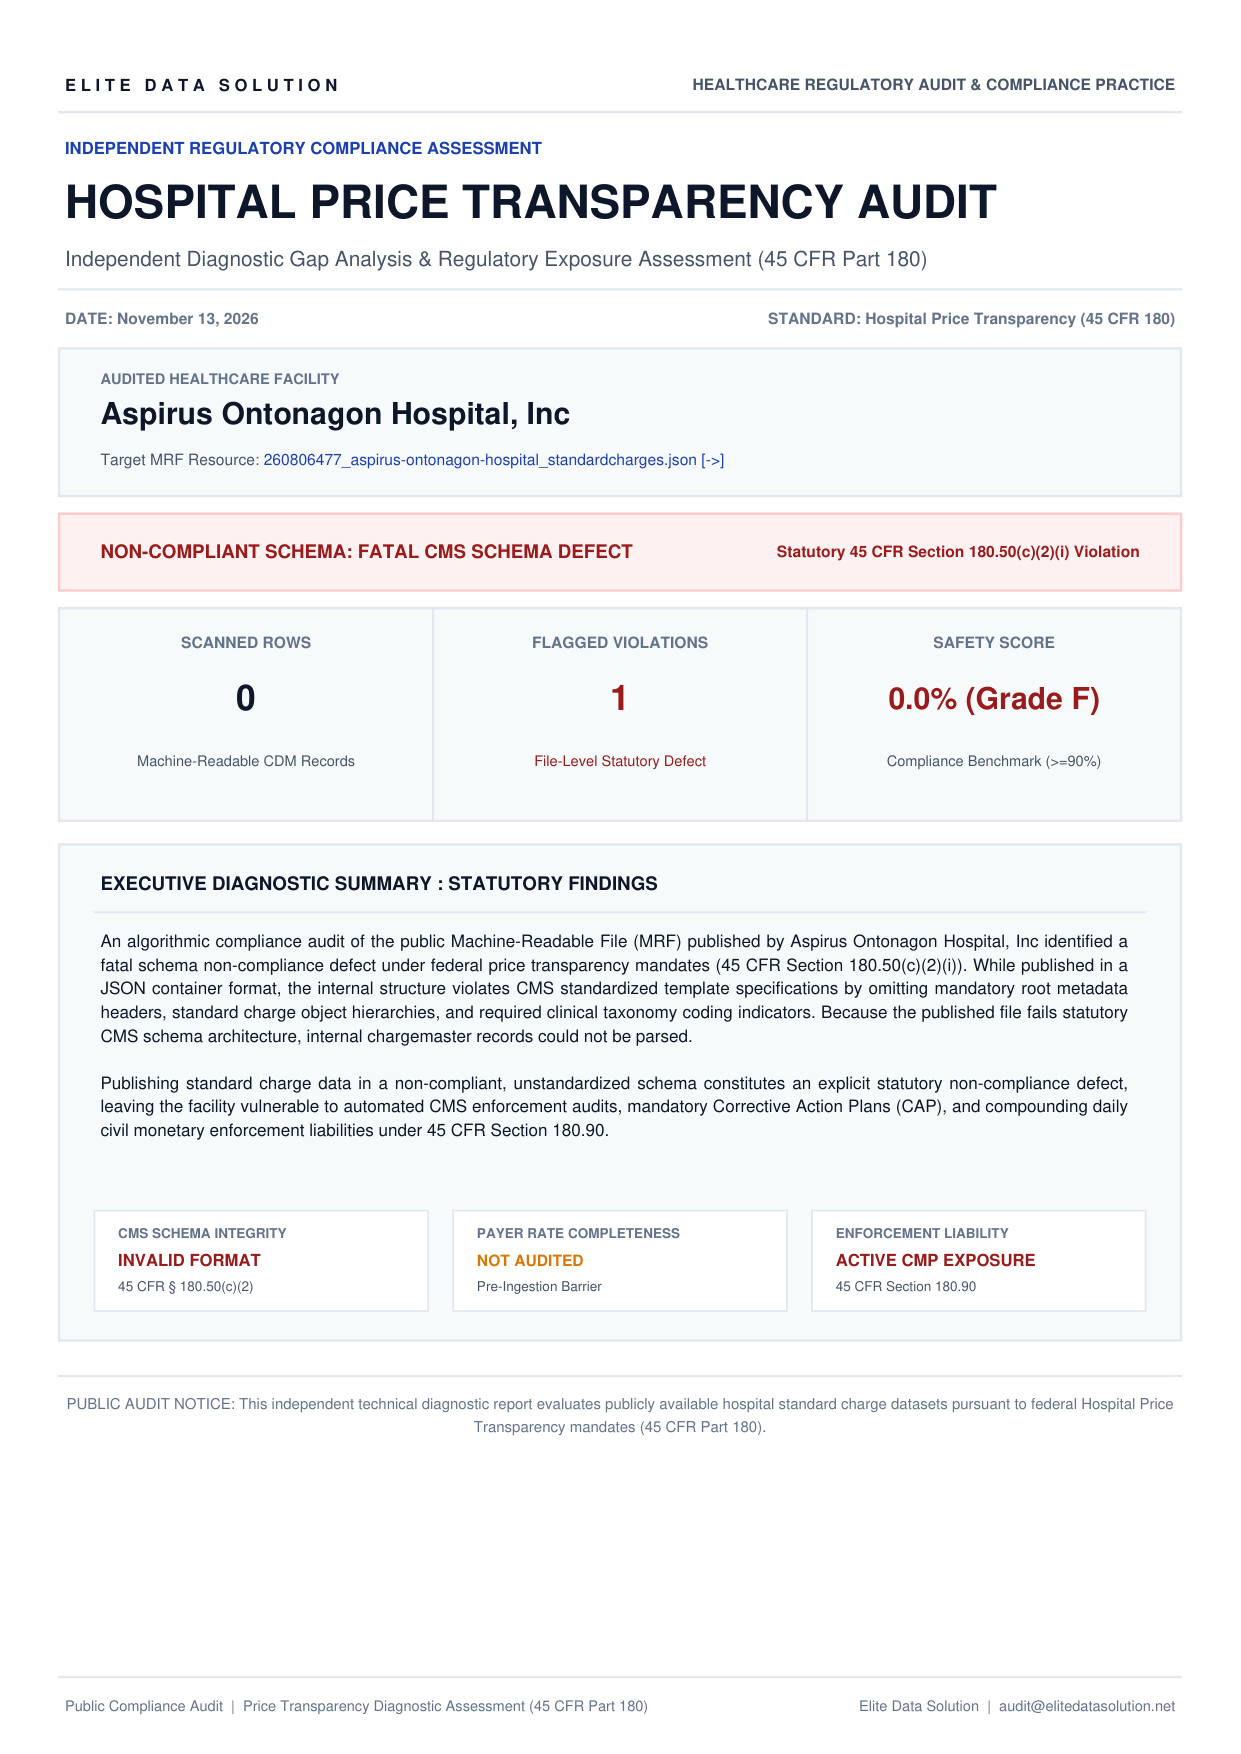 ELITE DATA SOLUTION
HEALTHCARE REGULATORY AUDIT & COMPLIANCE PRACTICE
INDEPENDENT REGULATORY COMPLIANCE ASSESSMENT
HOSPITAL PRICE TRANSPARENCY AUDIT
Independent Diagnostic Gap Analysis & Regulatory Exposure Assessment (45 CFR Part 180)
DATE: November 13, 2026
STANDARD: Hospital Price Transparency (45 CFR 180)
AUDITED HEALTHCARE FACILITY
Aspirus Ontonagon Hospital, Inc
Target MRF Resource: 260806477_aspirus-ontonagon-hospital_standardcharges.json [->]
NON-COMPLIANT SCHEMA: FATAL CMS SCHEMA DEFECT
Statutory 45 CFR Section 180.50(c)(2)(i) Violation
SCANNED ROWS
0
Machine-Readable CDM Records
FLAGGED VIOLATIONS
1
File-Level Statutory Defect
SAFETY SCORE
0.0% (Grade F)
Compliance Benchmark (>=90%)
EXECUTIVE DIAGNOSTIC SUMMARY : STATUTORY FINDINGS
An algorithmic compliance audit of the public Machine-Readable File (MRF) published by Aspirus Ontonagon Hospital, Inc identified a
fatal schema non-compliance defect under federal price transparency mandates (45 CFR Section 180.50(c)(2)(i)). While published in a
JSON container format, the internal structure violates CMS standardized template specifications by omitting mandatory root metadata
headers, standard charge object hierarchies, and required clinical taxonomy coding indicators. Because the published file fails statutory
CMS schema architecture, internal chargemaster records could not be parsed.
Publishing standard charge data in a non-compliant, unstandardized schema constitutes an explicit statutory non-compliance defect,
leaving the facility vulnerable to automated CMS enforcement audits, mandatory Corrective Action Plans (CAP), and compounding daily
civil monetary enforcement liabilities under 45 CFR Section 180.90.
CMS SCHEMA INTEGRITY
INVALID FORMAT
45 CFR § 180.50(c)(2)
PAYER RATE COMPLETENESS
NOT AUDITED
Pre-Ingestion Barrier
ENFORCEMENT LIABILITY
ACTIVE CMP EXPOSURE
45 CFR Section 180.90
PUBLIC AUDIT NOTICE: This independent technical diagnostic report evaluates publicly available hospital standard charge datasets pursuant to federal Hospital Price
Transparency mandates (45 CFR Part 180).
Public Compliance Audit | Price Transparency Diagnostic Assessment (45 CFR Part 180)
Elite Data Solution | audit@elitedatasolution.net